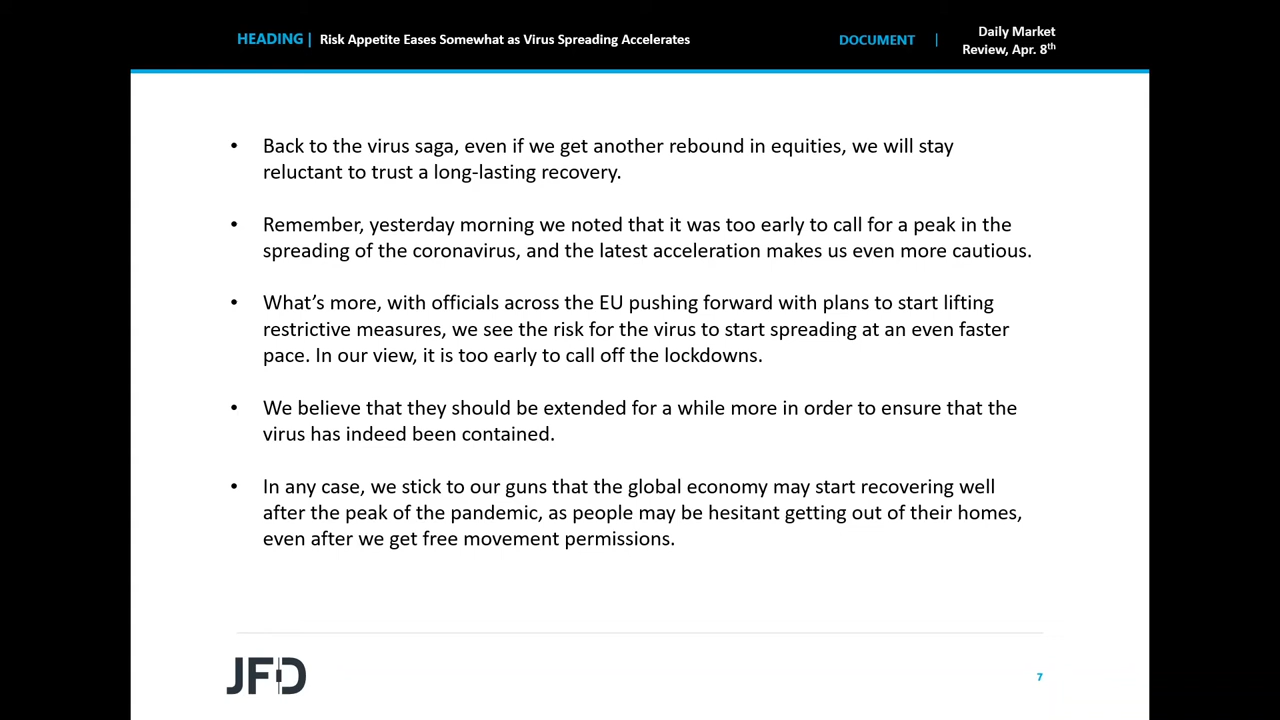 HEADING | Risk Appetite Eases Somewhat as Virus Spreading Accelerates
DOCUMENT |
Daily Market
Review, Apr. 8th
• Back to the virus saga, even if we get another rebound in equities, we will stay
reluctant to trust a long-lasting recovery.
• Remember, yesterday morning we noted that it was too early to call for a peak in the
spreading of the coronavirus, and the latest acceleration makes us even more cautious.
• What’s more, with officials across the EU pushing forward with plans to start lifting
restrictive measures, we see the risk for the virus to start spreading at an even faster
pace. In our view, it is too early to call off the lockdowns.
• We believe that they should be extended for a while more in order to ensure that the
virus has indeed been contained.
• In any case, we stick to our guns that the global economy may start recovering well
after the peak of the pandemic, as people may be hesitant getting out of their homes,
even after we get free movement permissions.
JFD
7